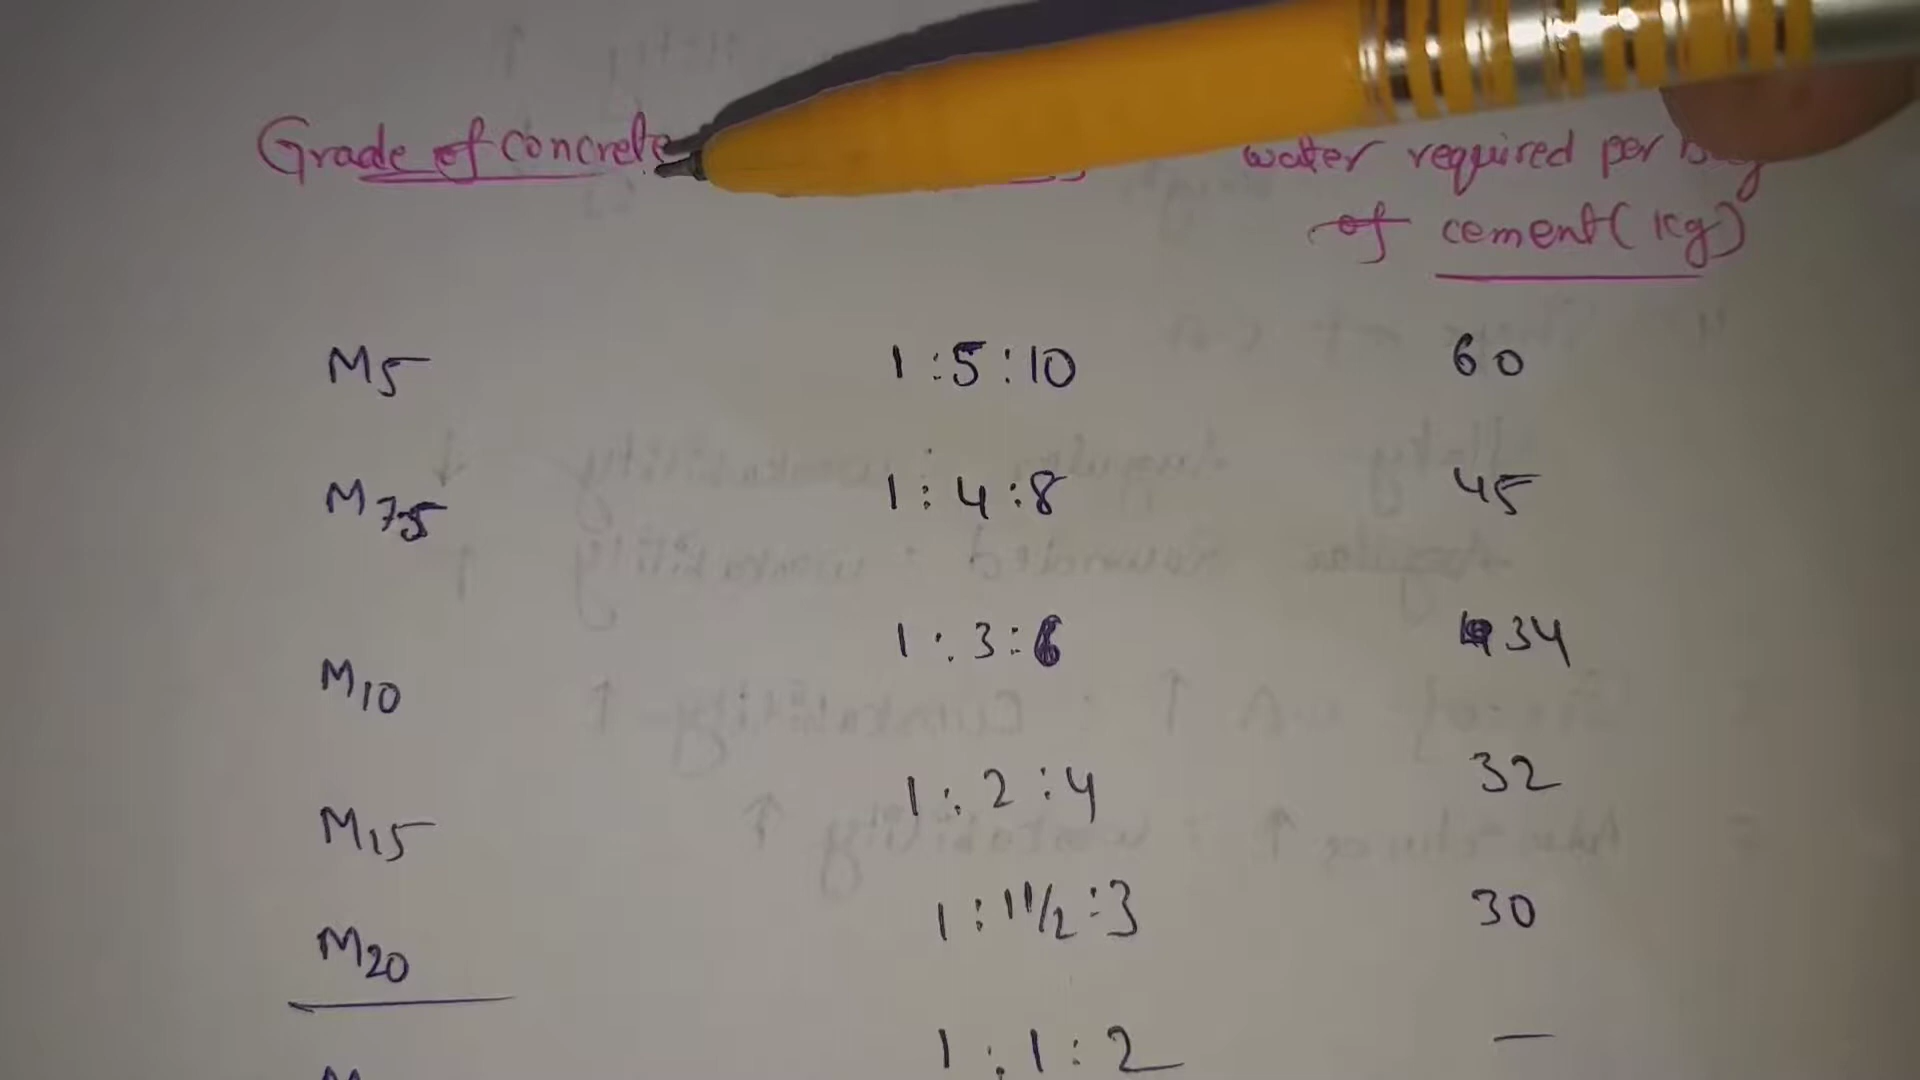 Grade of concrete
water required per
of cement (kg)
M5 1:5:10 60
M7.5 1:4:8 45
M10 1:3:6 34
M15 1:2:4 32
M20 1:1 1/2:3 30
1:1:2 —